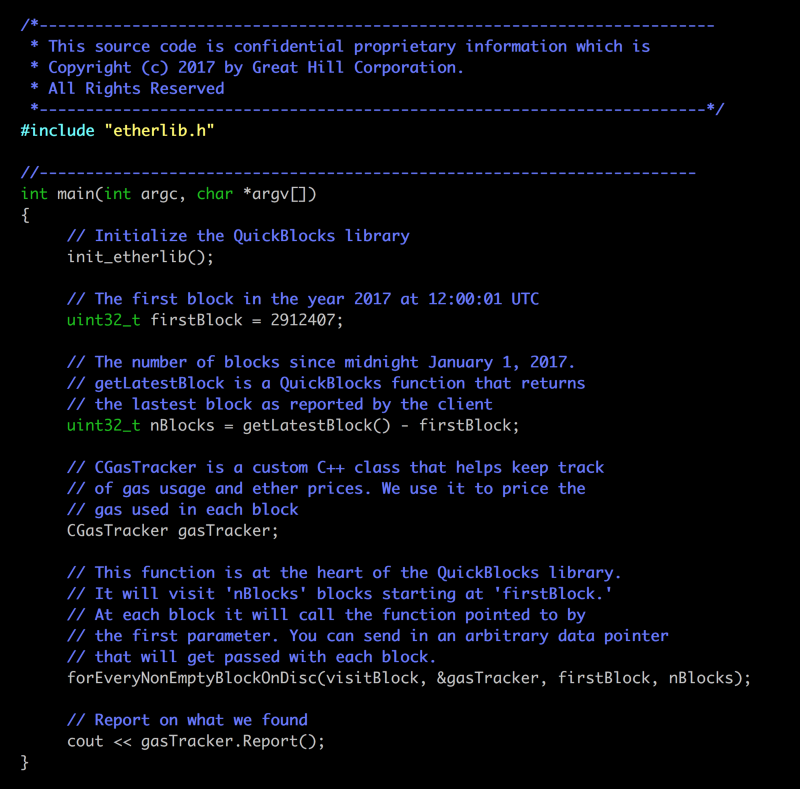 /*-------------------------------------------------------------------------
 * This source code is confidential proprietary information which is
 * Copyright (c) 2017 by Great Hill Corporation.
 * All Rights Reserved
 *------------------------------------------------------------------------*/
#include "etherlib.h"

//-----------------------------------------------------------------------
int main(int argc, char *argv[])
{
     // Initialize the QuickBlocks library
     init_etherlib();

     // The first block in the year 2017 at 12:00:01 UTC
     uint32_t firstBlock = 2912407;

     // The number of blocks since midnight January 1, 2017.
     // getLatestBlock is a QuickBlocks function that returns
     // the lastest block as reported by the client
     uint32_t nBlocks = getLatestBlock() - firstBlock;

     // CGasTracker is a custom C++ class that helps keep track
     // of gas usage and ether prices. We use it to price the
     // gas used in each block
     CGasTracker gasTracker;

     // This function is at the heart of the QuickBlocks library.
     // It will visit 'nBlocks' blocks starting at 'firstBlock.'
     // At each block it will call the function pointed to by
     // the first parameter. You can send in an arbitrary data pointer
     // that will get passed with each block.
     forEveryNonEmptyBlockOnDisc(visitBlock, &gasTracker, firstBlock, nBlocks);

     // Report on what we found
     cout << gasTracker.Report();
}